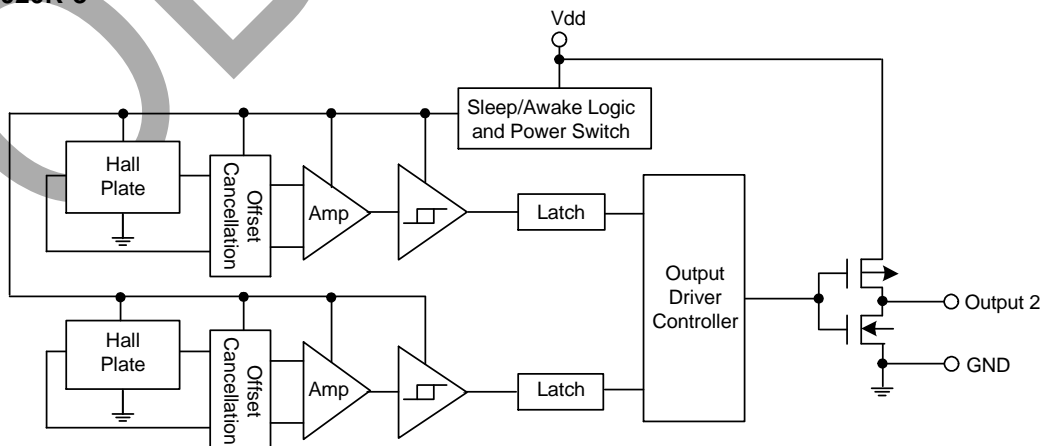 Vdd
Sleep/Awake Logic
and Power Switch
Hall
Plate
Offset
Cancellation
Amp
Latch
Output
Driver
Controller
Output 2
GND
Hall
Plate
Offset
Cancellation
Amp
Latch